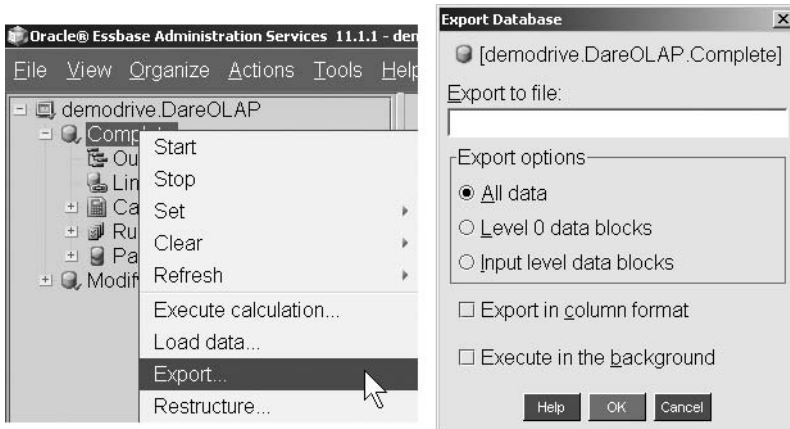 Oracle® Essbase Administration Services 11.1.1 - den
File View Organize Actions Tools Help
demodrive.DareOLAP
Start
Stop
Set
Clear
Refresh
Execute calculation...
Load data...
Export...
Restructure...
Export Database
[demodrive.DareOLAP.Complete]
Export to file:
Export options
All data
Level 0 data blocks
Input level data blocks
Export in column format
Execute in the background
Help OK Cancel